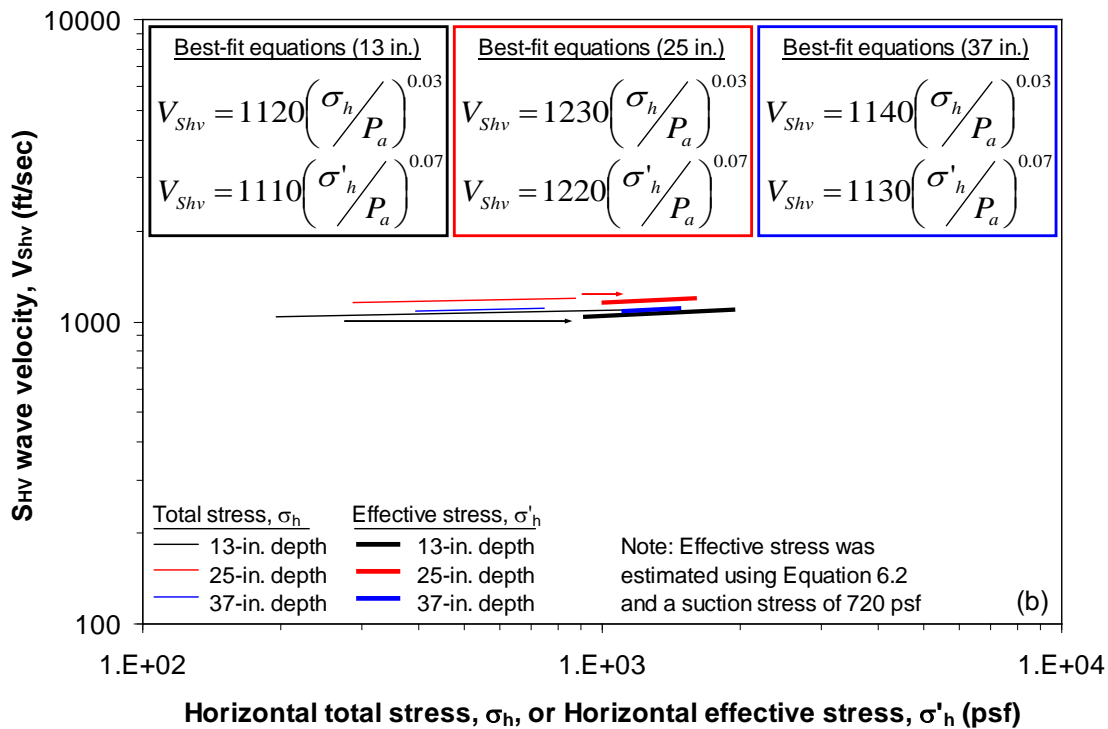 10000
1000
100
SHV wave velocity, VShv (ft/sec)
Best-fit equations (13 in.)
V_Shv = 1120(σ_h/P_a)^0.03
V_Shv = 1110(σ'_h/P_a)^0.07
Best-fit equations (25 in.)
V_Shv = 1230(σ_h/P_a)^0.03
V_Shv = 1220(σ'_h/P_a)^0.07
Best-fit equations (37 in.)
V_Shv = 1140(σ_h/P_a)^0.03
V_Shv = 1130(σ'_h/P_a)^0.07
Total stress, σh
13-in. depth
25-in. depth
37-in. depth
Effective stress, σ'h
13-in. depth
25-in. depth
37-in. depth
Note: Effective stress was
estimated using Equation 6.2
and a suction stress of 720 psf
(b)
1.E+02 1.E+03 1.E+04
Horizontal total stress, σh, or Horizontal effective stress, σ'h (psf)